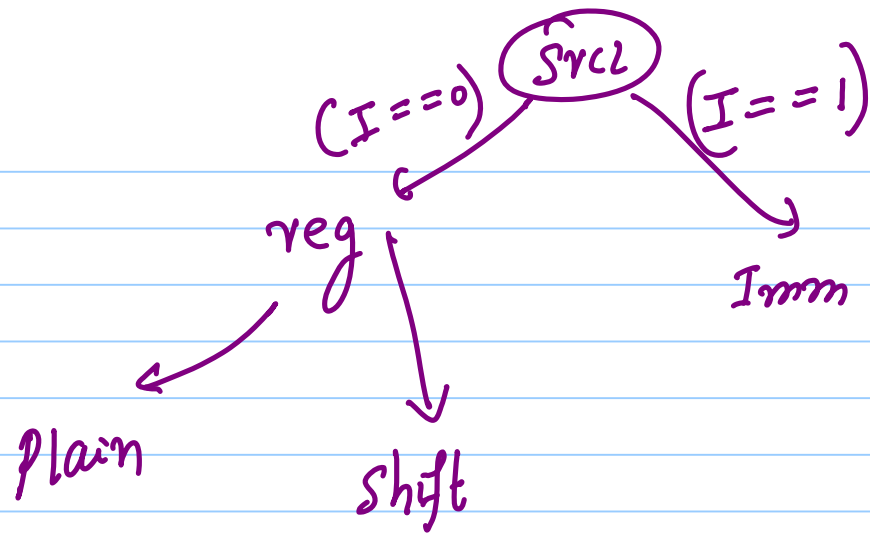 Src2
(I==0)
(I==1)
reg
Imm
Plain
Shift